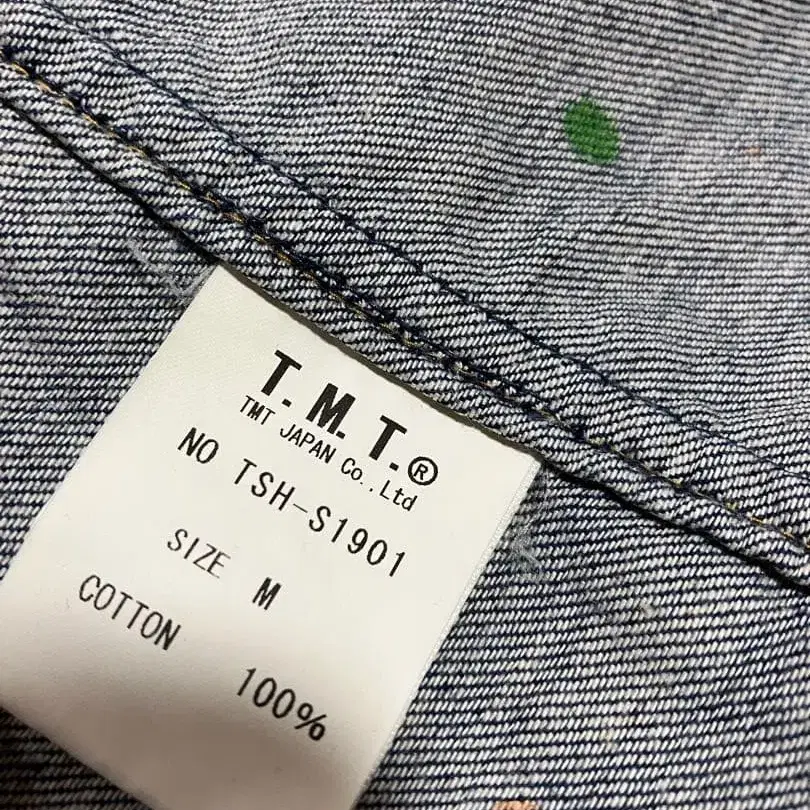 T.M.T.®
TMT JAPAN Co.,Ltd
NO TSH-S1901
SIZE M
COTTON 100%